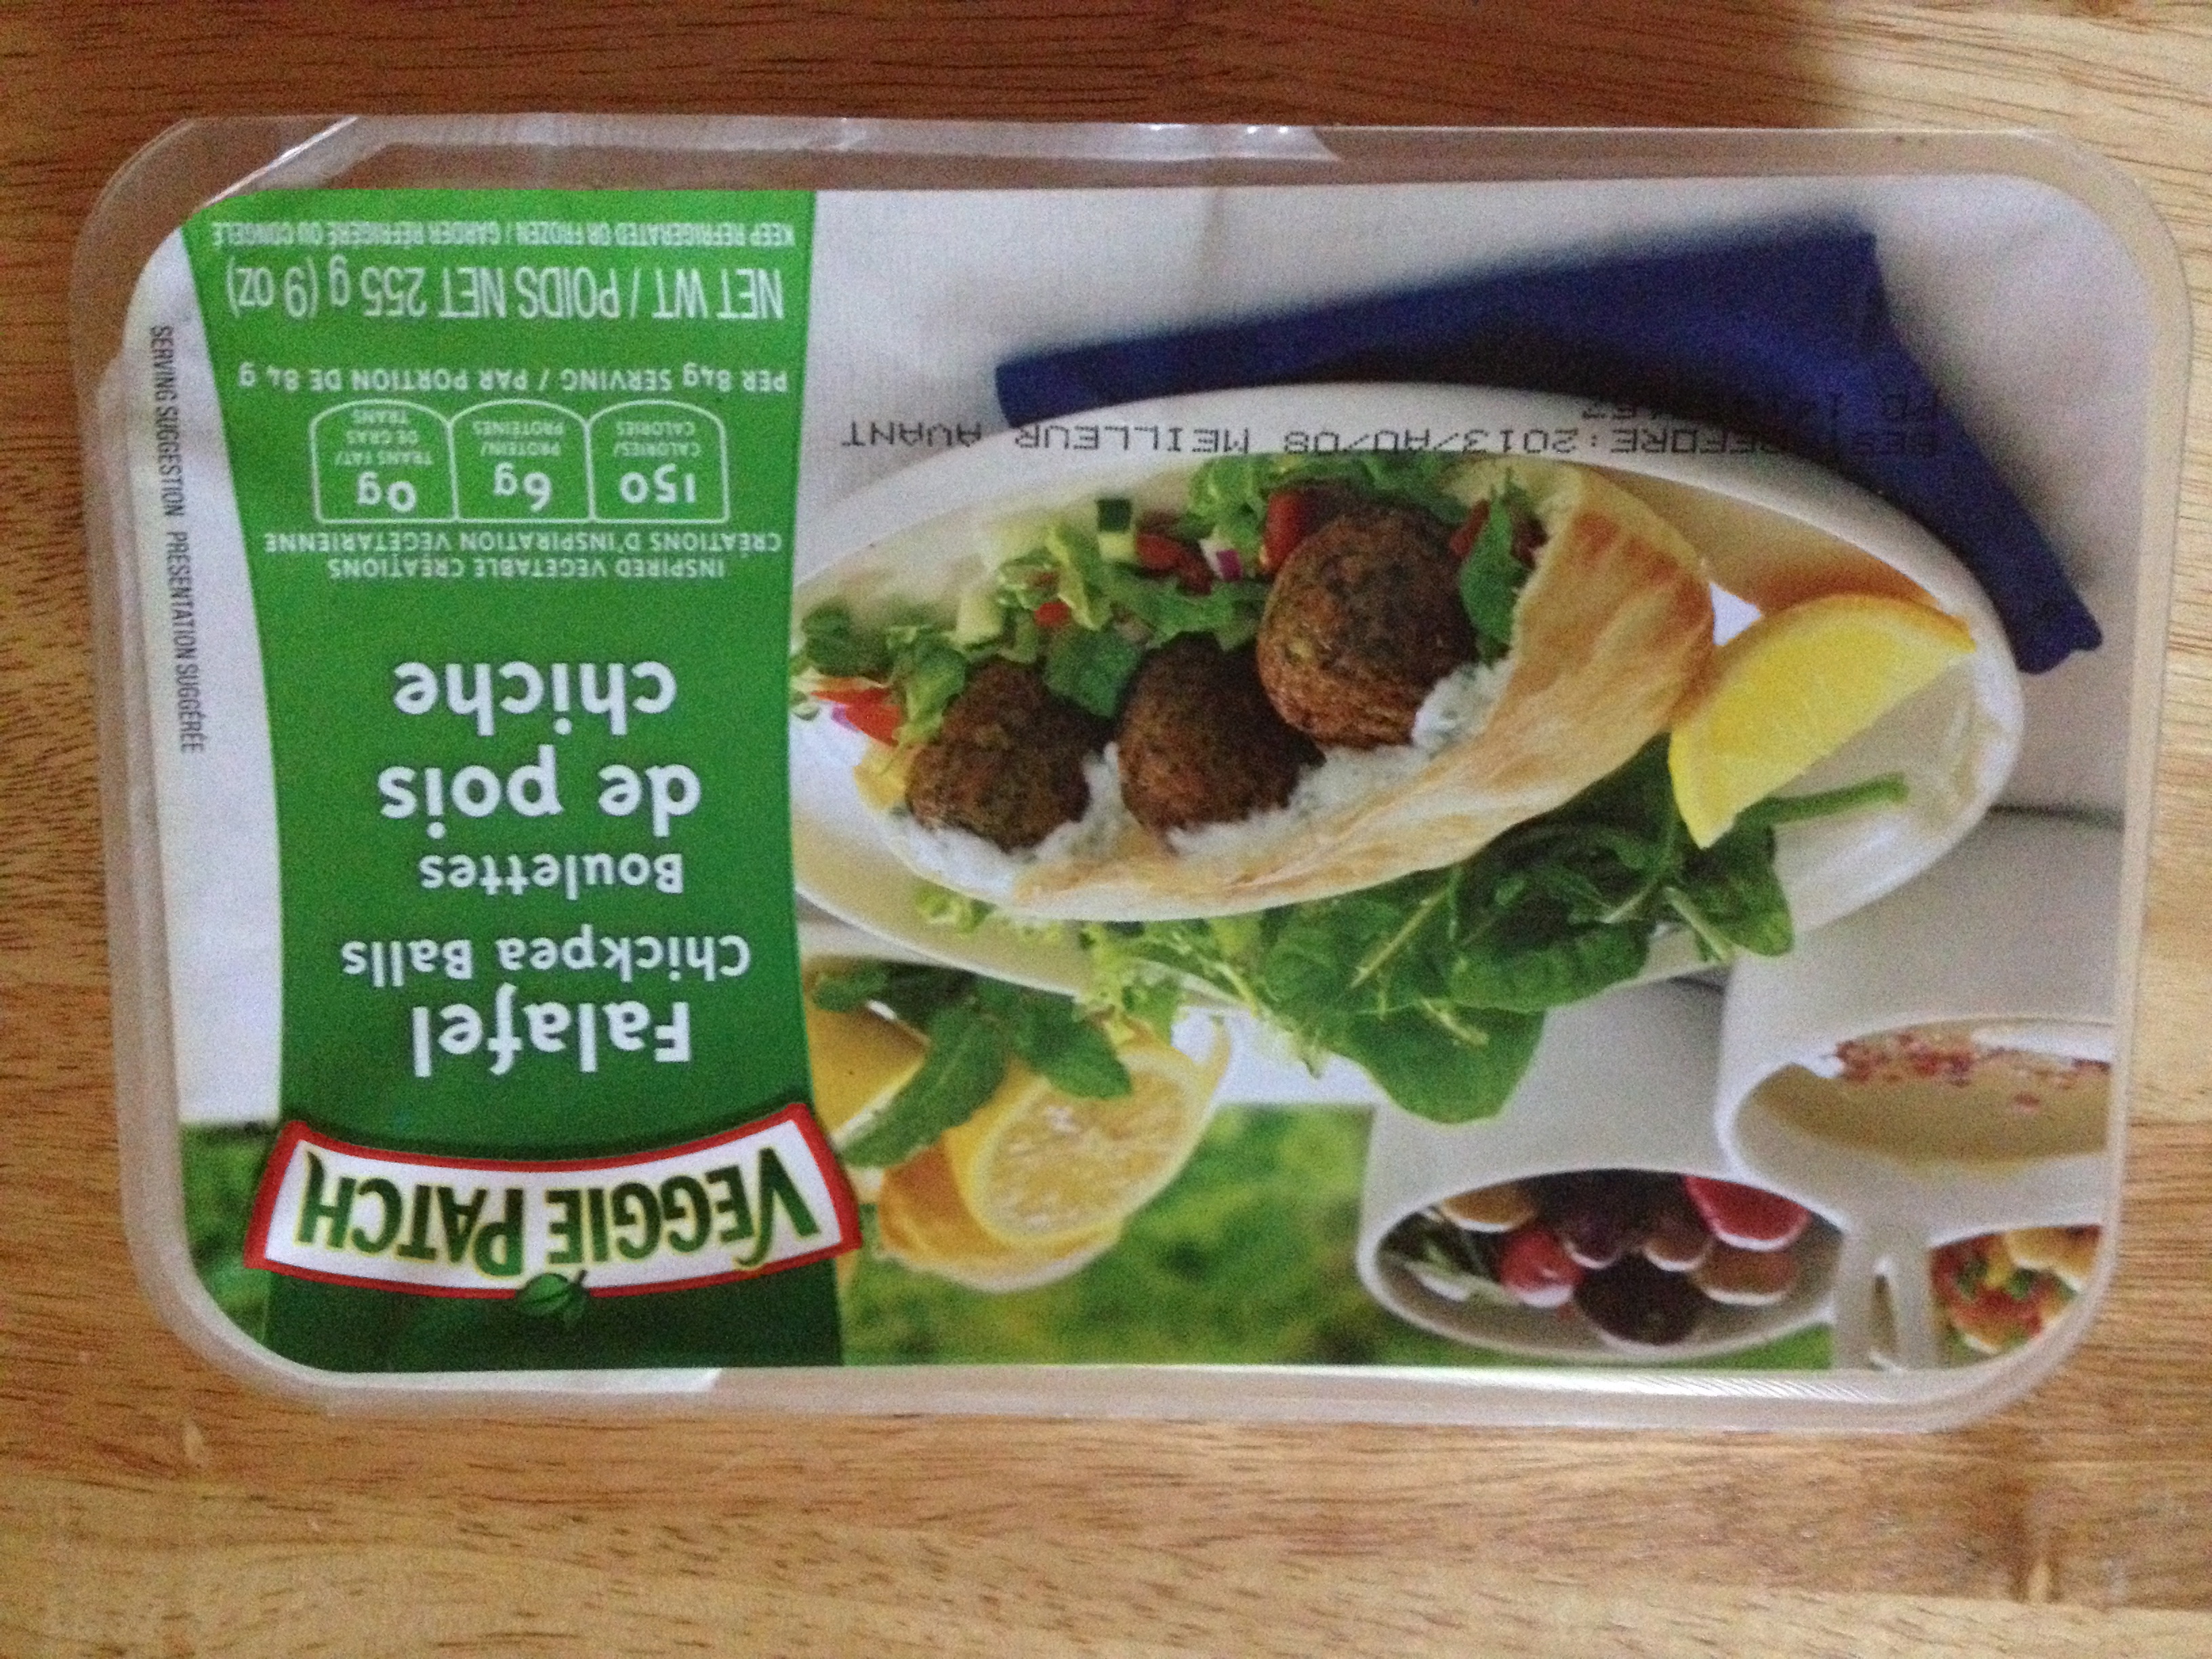 VEGGIE PATCH
Falafel
Chickpea Balls
Boulettes
de pois
chiche
INSPIRED VEGETABLE CREATIONS
CRÉATIONS D'INSPIRATION VÉGÉTARIENNE
150 CALORIES/ CALORIES
6g PROTEIN/ PROTÉINES
0g TRANS FAT/ DE GRAS TRANS
PER 84g SERVING / PAR PORTION DE 84 g
NET WT / POIDS NET 255 g (9 oz)
KEEP REFRIGERATED OR FROZEN / GARDER RÉFRIGÉRÉ OU CONGELÉ
SERVING SUGGESTION PRÉSENTATION SUGGÉRÉE
BEFORE:2013/AU/08 MEILLEUR AVANT